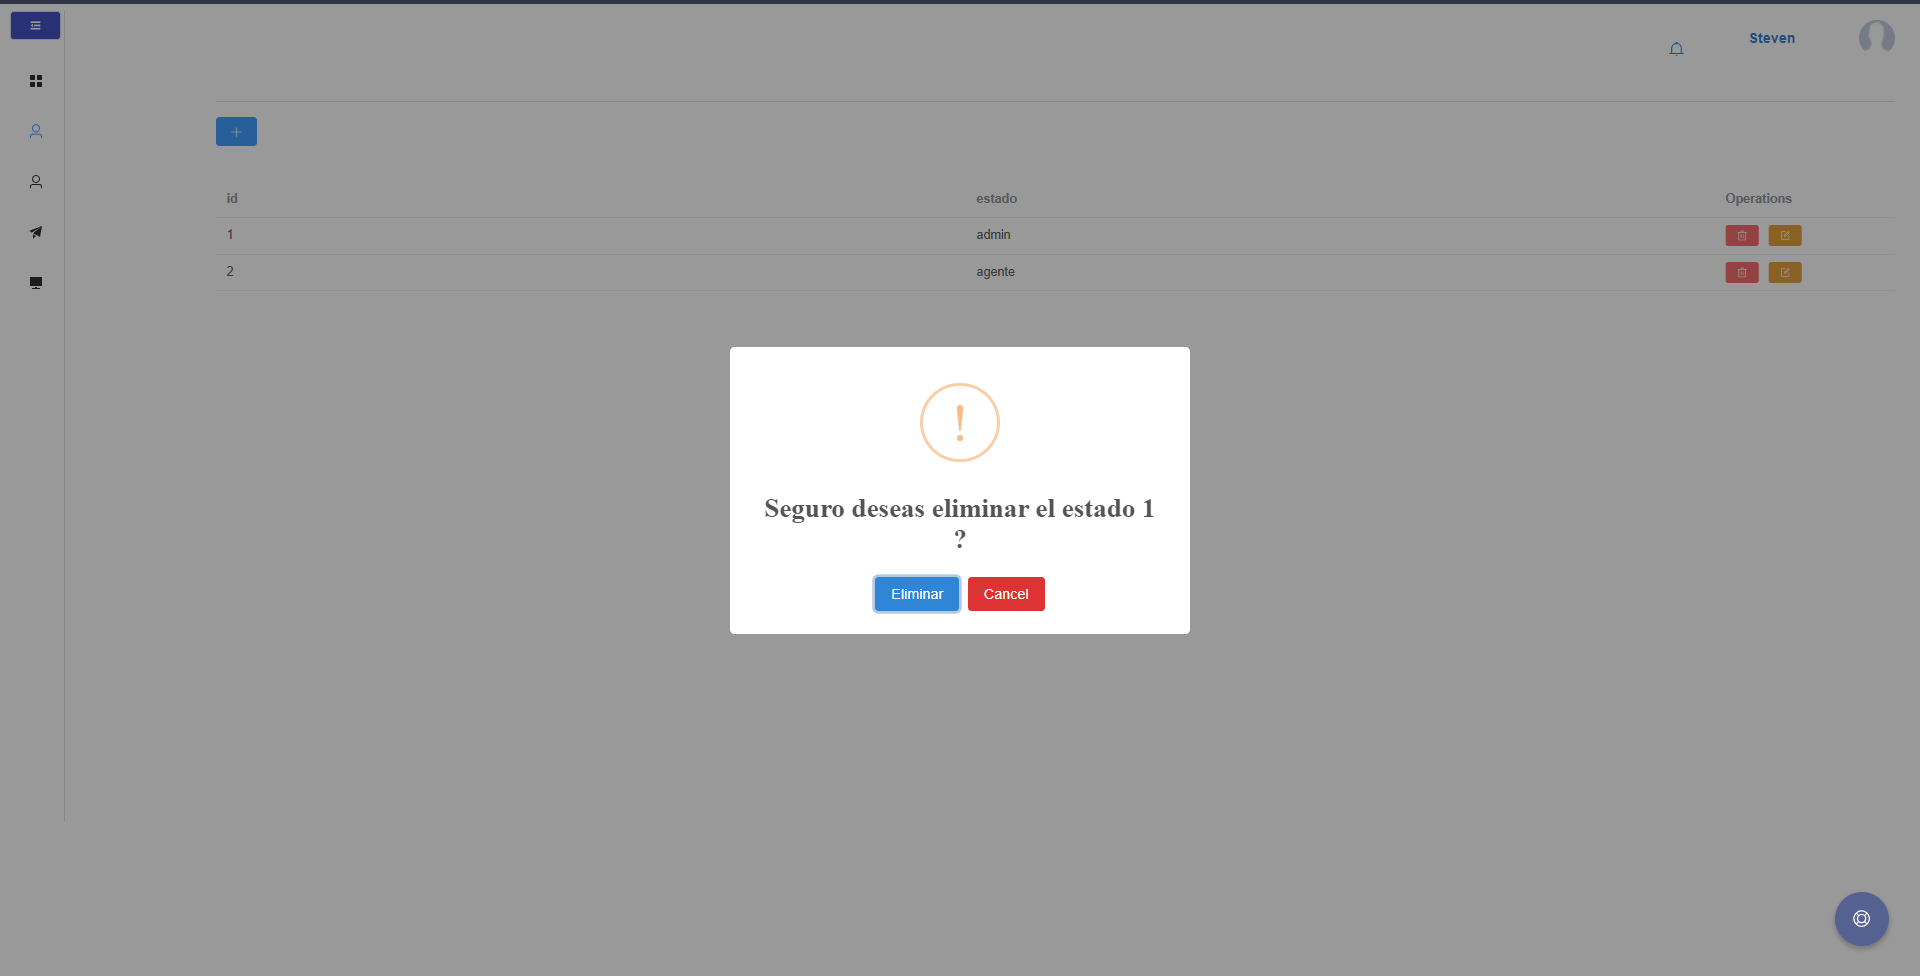 Steven
id estado Operations
1 admin
2 agente
!
Seguro deseas eliminar el estado 1
?
Eliminar Cancel